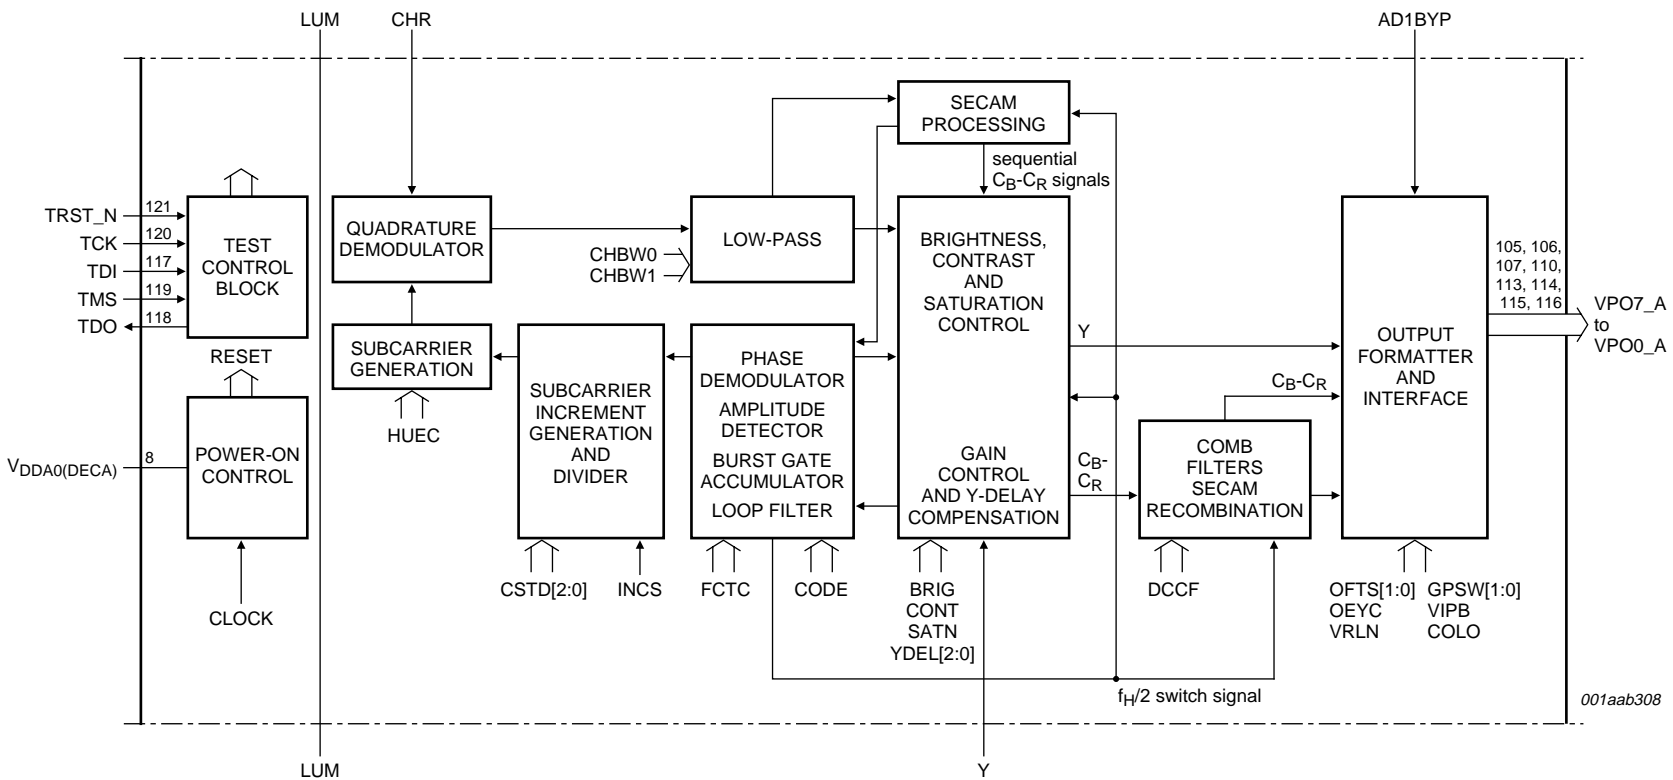 LUM
CHR
AD1BYP
SECAM
PROCESSING
sequential
CB-CR signals
TRST_N
121
TCK
120
TDI
117
TMS
119
TDO
118
TEST
CONTROL
BLOCK
QUADRATURE
DEMODULATOR
CHBW0
CHBW1
LOW-PASS
BRIGHTNESS,
CONTRAST
AND
SATURATION
CONTROL
GAIN
CONTROL
AND Y-DELAY
COMPENSATION
Y
CB-
CR
105, 106,
107, 110,
113, 114,
115, 116
VPO7_A
to
VPO0_A
OUTPUT
FORMATTER
AND
INTERFACE
RESET
SUBCARRIER
GENERATION
HUEC
SUBCARRIER
INCREMENT
GENERATION
AND
DIVIDER
PHASE
DEMODULATOR
AMPLITUDE
DETECTOR
BURST GATE
ACCUMULATOR
LOOP FILTER
CB-CR
COMB
FILTERS
SECAM
RECOMBINATION
VDDA0(DECA)
8
POWER-ON
CONTROL
CLOCK
CSTD[2:0]
INCS
FCTC
CODE
BRIG
CONT
SATN
YDEL[2:0]
DCCF
OFTS[1:0]
OEYC
VRLN
GPSW[1:0]
VIPB
COLO
fH/2 switch signal
001aab308
LUM
Y